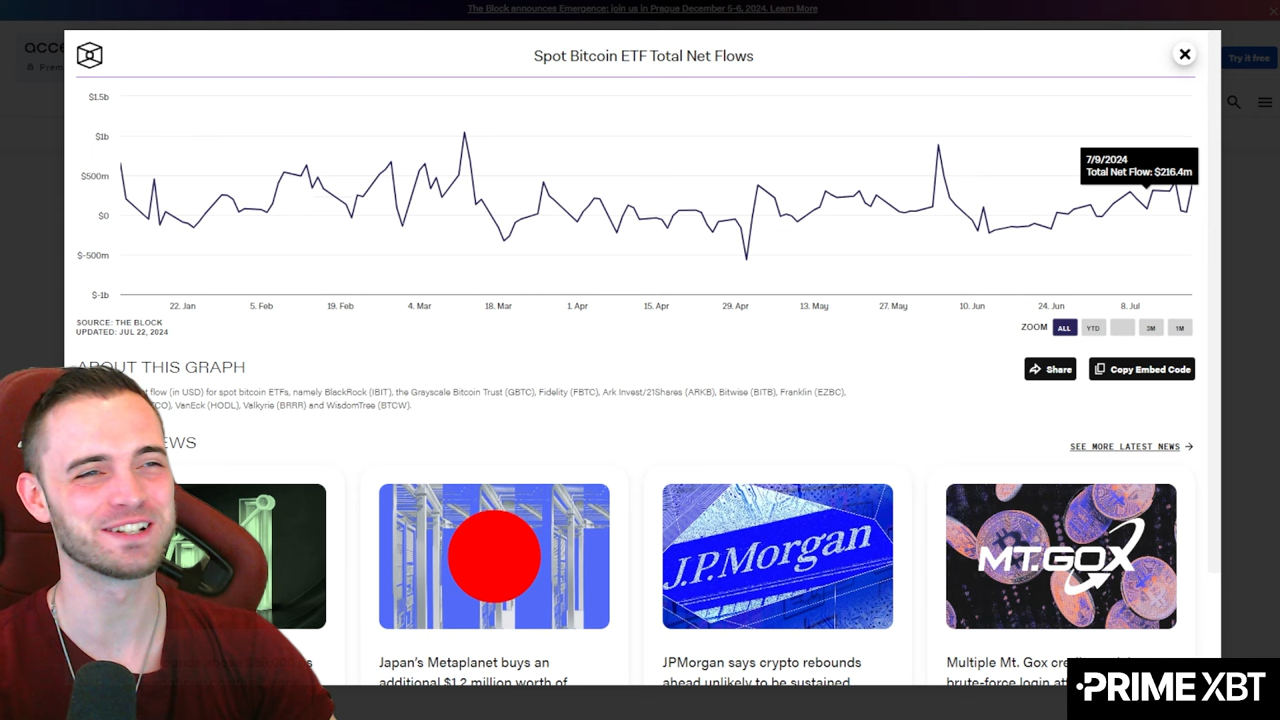 The Block announces Emergence: join us in Prague December 5-6, 2024. Learn More
acce
Prem
Try it free
Spot Bitcoin ETF Total Net Flows
$1.5b
$1b
$500m
$0
$-500m
$-1b
7/9/2024
Total Net Flow: $216.4m
22. Jan
5. Feb
19. Feb
4. Mar
18. Mar
1. Apr
15. Apr
29. Apr
13. May
27. May
10. Jun
24. Jun
8. Jul
SOURCE: THE BLOCK
UPDATED: JUL 22, 2024
ZOOM
ALL
YTD
3M
1M
ABOUT THIS GRAPH
Share
Copy Embed Code
t flow (in USD) for spot bitcoin ETFs, namely BlackRock (IBIT), the Grayscale Bitcoin Trust (GBTC), Fidelity (FBTC), Ark Invest/21Shares (ARKB), Bitwise (BITB), Franklin (EZBC),
CO), VanEck (HODL), Valkyrie (BRRR) and WisdomTree (BTCW).
EWS
SEE MORE LATEST NEWS
J.P.Morgan
MT.GOX
Japan's Metaplanet buys an
additional $1.2 million worth of
JPMorgan says crypto rebounds
ahead unlikely to be sustained
Multiple Mt. Gox
brute-force login
PRIME XBT